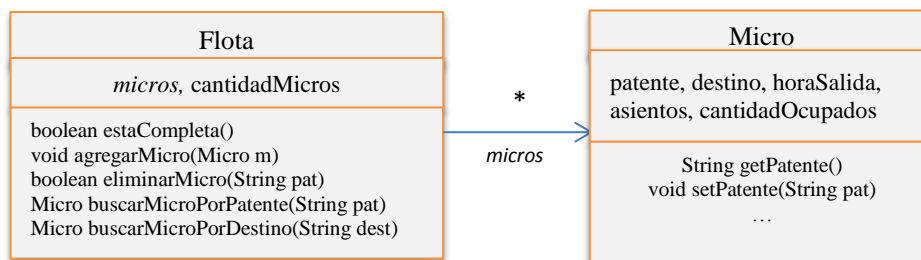 Flota
micros, cantidadMicros
boolean estaCompleta()
void agregarMicro(Micro m)
boolean eliminarMicro(String pat)
Micro buscarMicroPorPatente(String pat)
Micro buscarMicroPorDestino(String dest)
*
micros
Micro
patente, destino, horaSalida,
asientos, cantidadOcupados
String getPatente()
void setPatente(String pat)
…